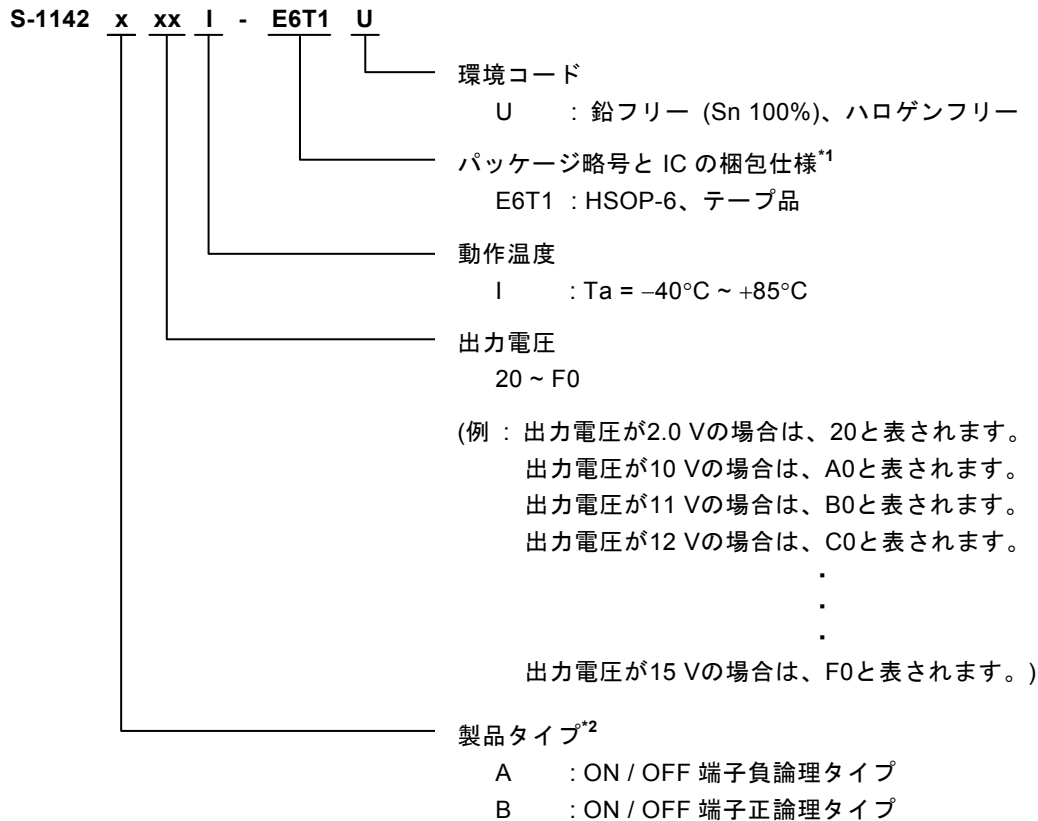 S-1142 x xx I - E6T1 U
環境コード
U : 鉛フリー (Sn 100%)、ハロゲンフリー
パッケージ略号と IC の梱包仕様*1
E6T1 : HSOP-6、テープ品
動作温度
I : Ta = −40°C ~ +85°C
出力電圧
20 ~ F0
(例 : 出力電圧が2.0 Vの場合は、20と表されます。
出力電圧が10 Vの場合は、A0と表されます。
出力電圧が11 Vの場合は、B0と表されます。
出力電圧が12 Vの場合は、C0と表されます。
・
・
・
出力電圧が15 Vの場合は、F0と表されます。)
製品タイプ*2
A : ON / OFF 端子負論理タイプ
B : ON / OFF 端子正論理タイプ